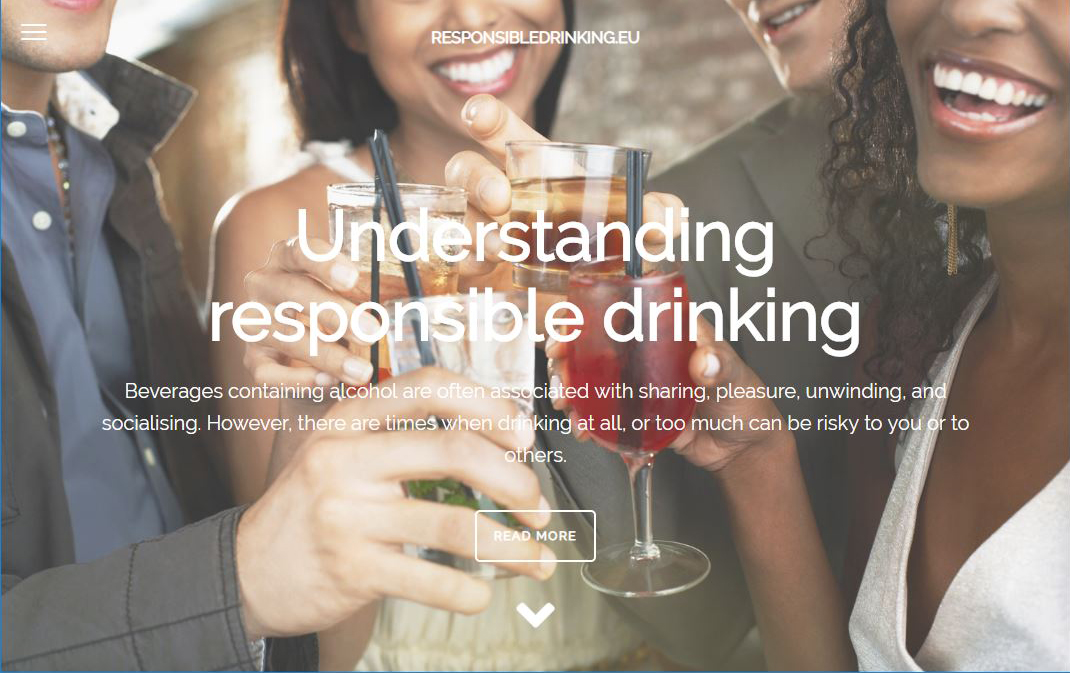 RESPONSIBLEDRINKING.EU
Understanding
responsible drinking
Beverages containing alcohol are often associated with sharing, pleasure, unwinding, and
socialising. However, there are times when drinking at all, or too much can be risky to you or to
others.
READ MORE